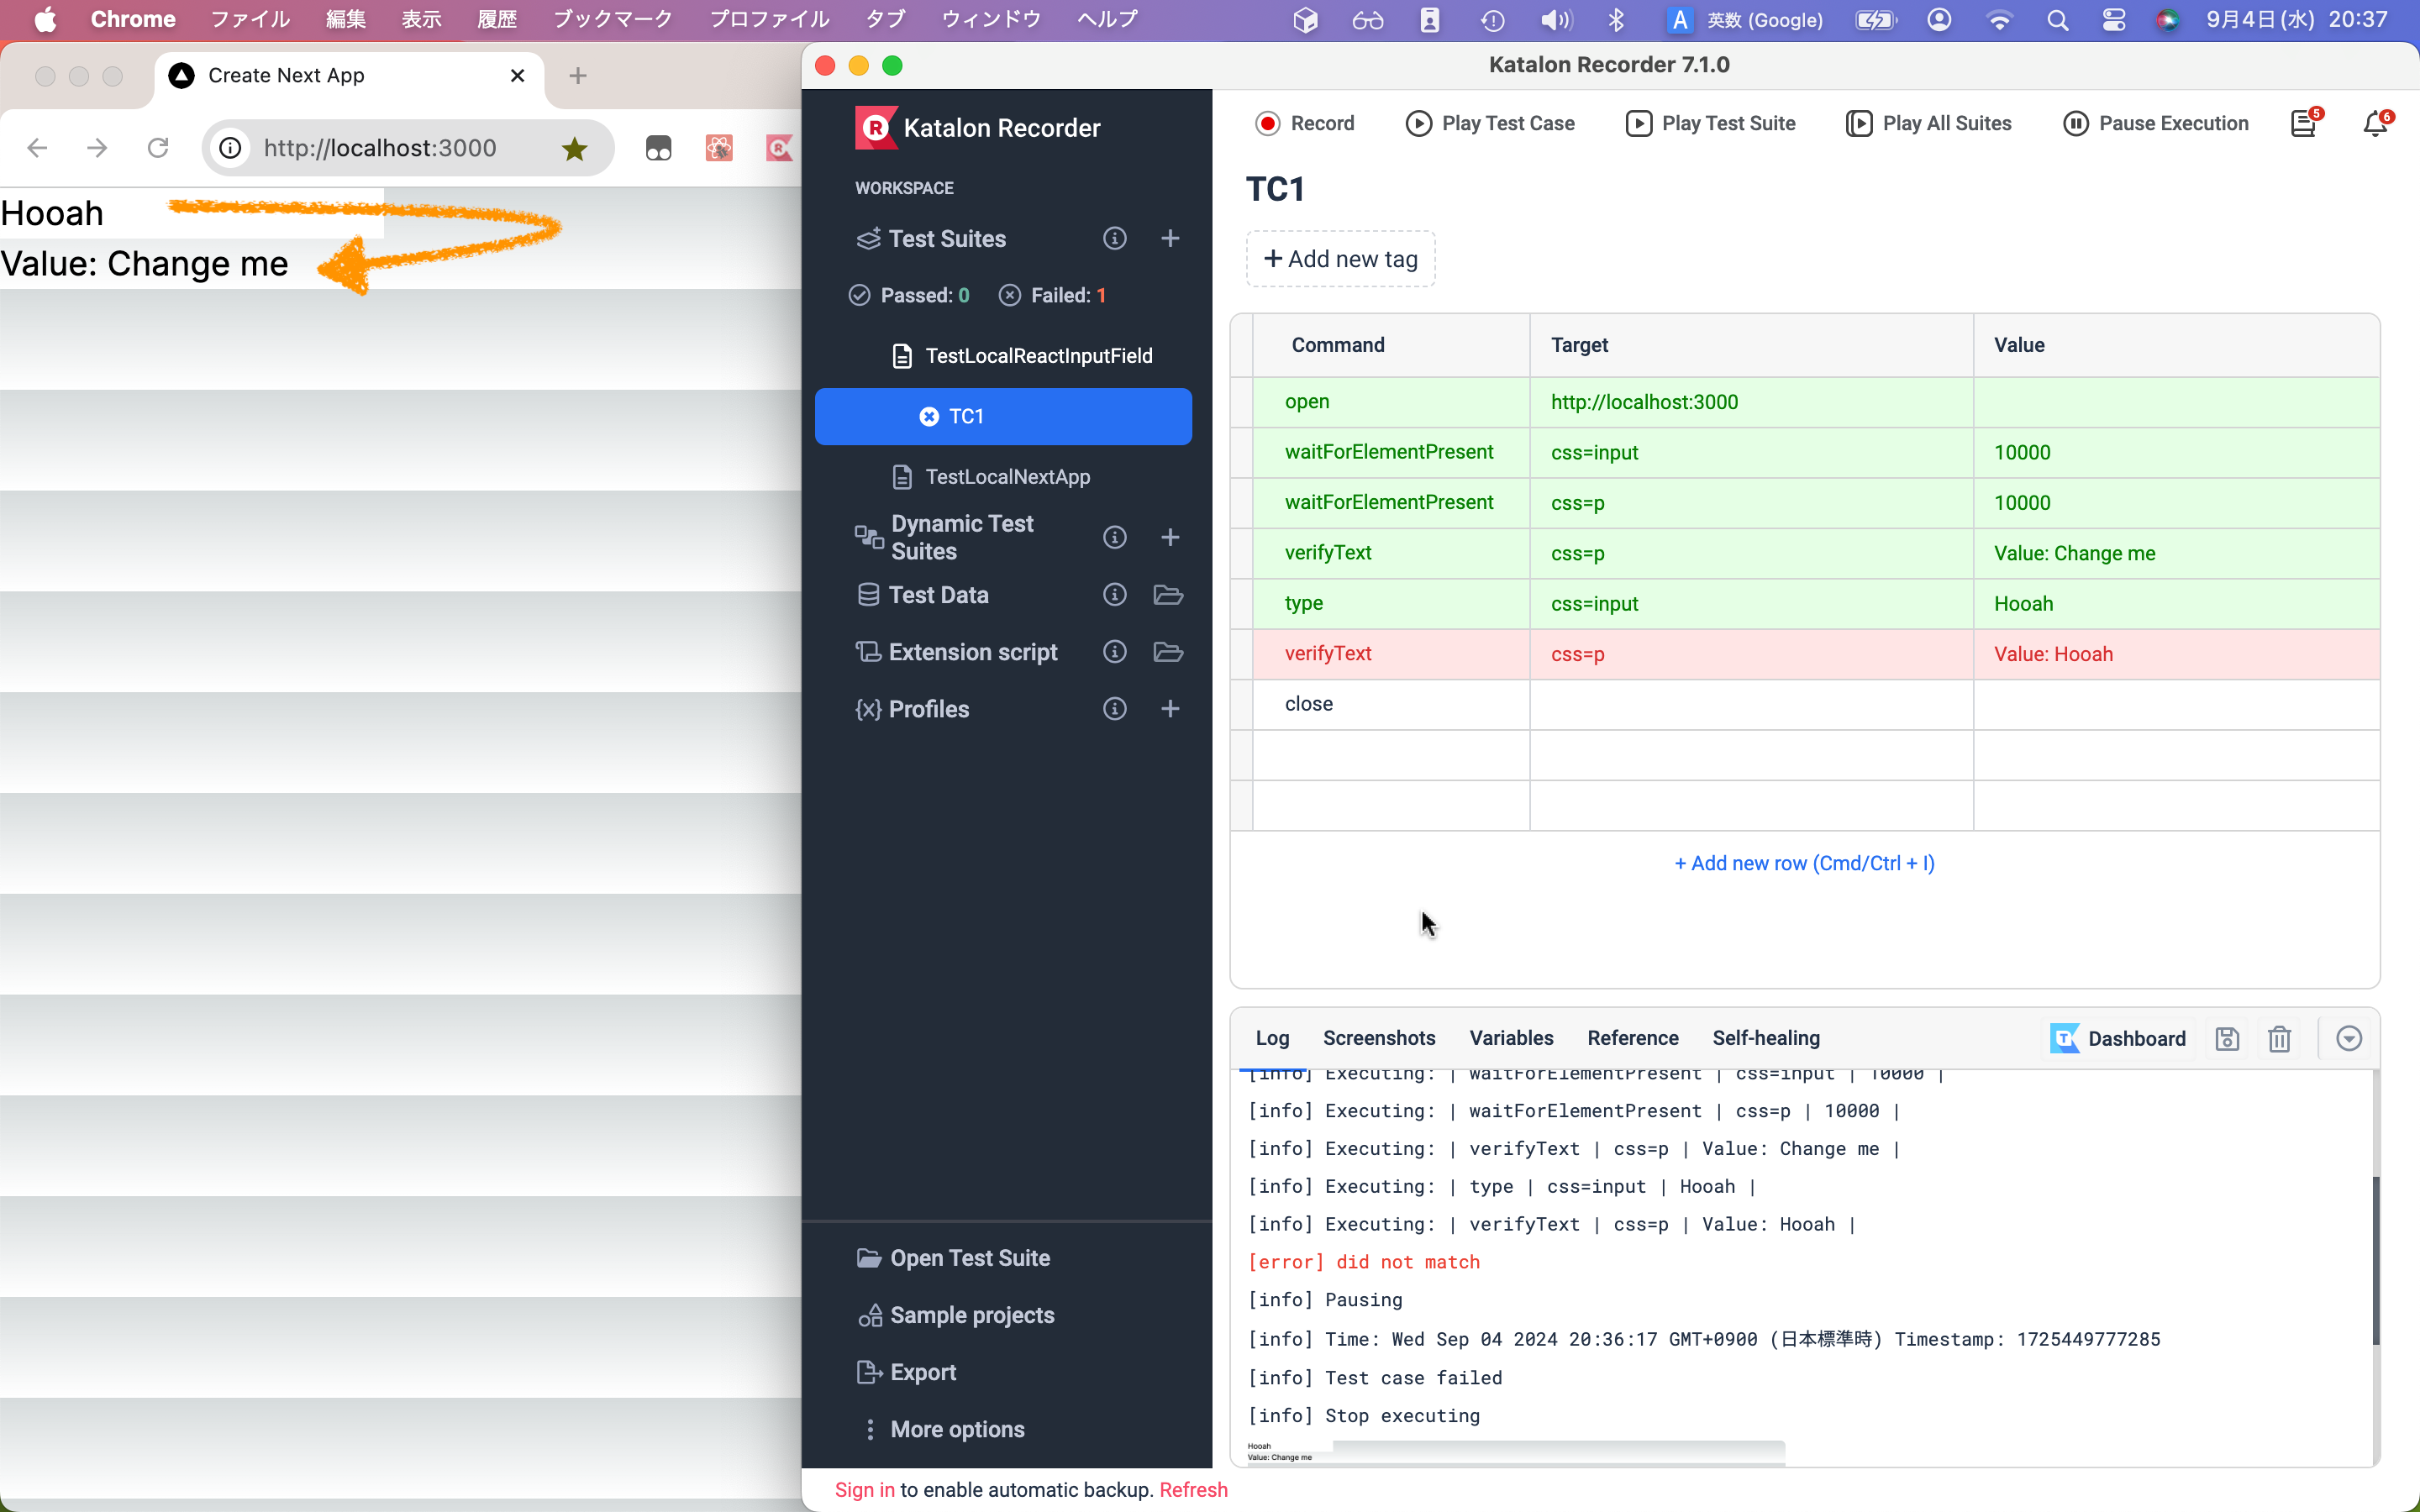 Chrome ファイル 編集 表示 履歴 ブックマーク プロファイル タブ ウィンドウ ヘルプ A 英数 (Google) 9月4日(水) 20:37
Create Next App
http://localhost:3000
Hooah
Value: Change me
Katalon Recorder 7.1.0
R Katalon Recorder
WORKSPACE
Test Suites
Passed: 0 Failed: 1
TestLocalReactInputField
TC1
TestLocalNextApp
Dynamic Test
Suites
Test Data
Extension script
Profiles
Open Test Suite
Sample projects
Export
More options
Sign in to enable automatic backup. Refresh
Record Play Test Case Play Test Suite Play All Suites Pause Execution 5 6
TC1
+ Add new tag
Command Target Value
open http://localhost:3000
waitForElementPresent css=input 10000
waitForElementPresent css=p 10000
verifyText css=p Value: Change me
type css=input Hooah
verifyText css=p Value: Hooah
close
+ Add new row (Cmd/Ctrl + I)
Log Screenshots Variables Reference Self-healing Dashboard
[info] Executing: | waitForElementPresent | css=input | 10000 |
[info] Executing: | waitForElementPresent | css=p | 10000 |
[info] Executing: | verifyText | css=p | Value: Change me |
[info] Executing: | type | css=input | Hooah |
[info] Executing: | verifyText | css=p | Value: Hooah |
[error] did not match
[info] Pausing
[info] Time: Wed Sep 04 2024 20:36:17 GMT+0900 (日本標準時) Timestamp: 1725449777285
[info] Test case failed
[info] Stop executing
Hooah
Value: Change me